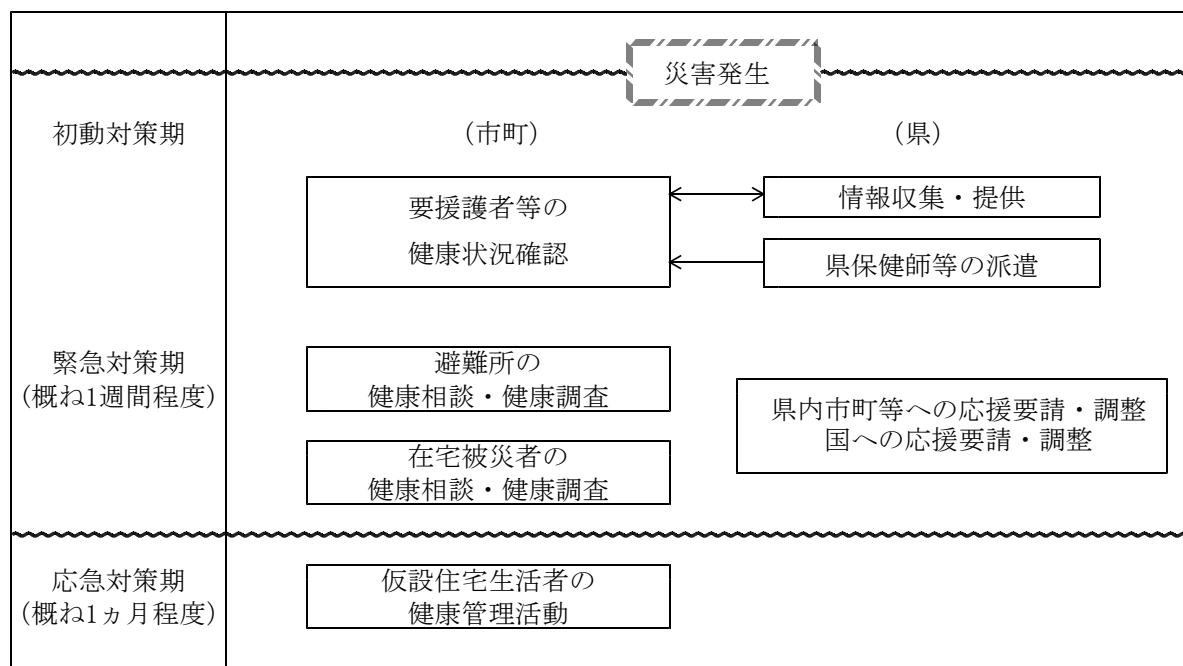 災害発生
初動対策期
(市町)
(県)
要援護者等の
健康状況確認
情報収集・提供
県保健師等の派遣
緊急対策期
(概ね1週間程度)
避難所の
健康相談・健康調査
在宅被災者の
健康相談・健康調査
県内市町等への応援要請・調整
国への応援要請・調整
応急対策期
(概ね1ヵ月程度)
仮設住宅生活者の
健康管理活動